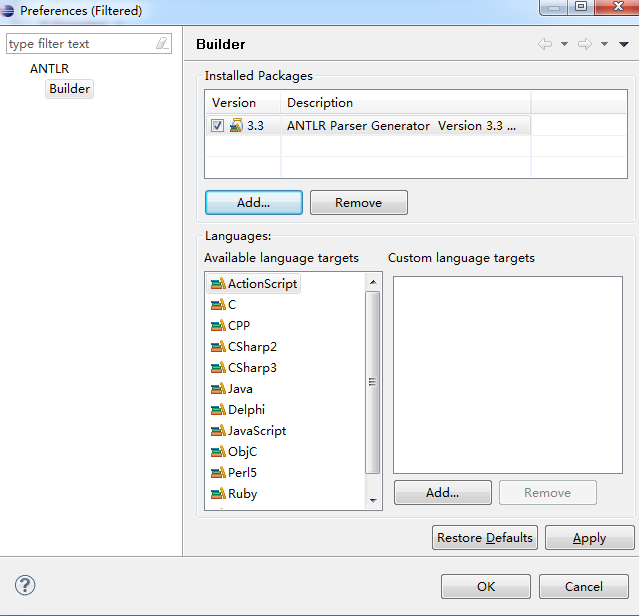 Preferences (Filtered)
type filter text
ANTLR
Builder
Builder
Installed Packages
Version Description
3.3 ANTLR Parser Generator Version 3.3 ...
Add... Remove
Languages:
Available language targets Custom language targets
ActionScript
C
CPP
CSharp2
CSharp3
Java
Delphi
JavaScript
ObjC
Perl5
Ruby
Add... Remove
Restore Defaults Apply
OK Cancel